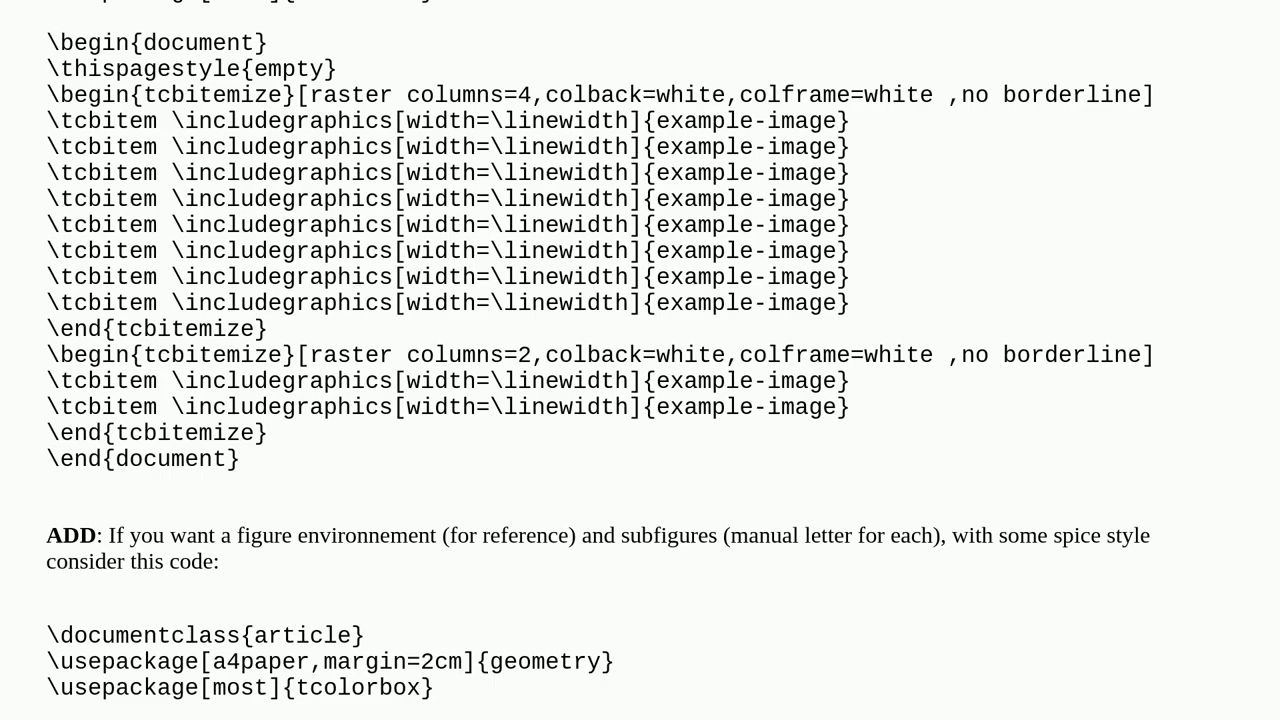 \begin{document}
\thispagestyle{empty}
\begin{tcbitemize}[raster columns=4,colback=white,colframe=white ,no borderline]
\tcbitem \includegraphics[width=\linewidth]{example-image}
\tcbitem \includegraphics[width=\linewidth]{example-image}
\tcbitem \includegraphics[width=\linewidth]{example-image}
\tcbitem \includegraphics[width=\linewidth]{example-image}
\tcbitem \includegraphics[width=\linewidth]{example-image}
\tcbitem \includegraphics[width=\linewidth]{example-image}
\tcbitem \includegraphics[width=\linewidth]{example-image}
\tcbitem \includegraphics[width=\linewidth]{example-image}
\end{tcbitemize}
\begin{tcbitemize}[raster columns=2,colback=white,colframe=white ,no borderline]
\tcbitem \includegraphics[width=\linewidth]{example-image}
\tcbitem \includegraphics[width=\linewidth]{example-image}
\end{tcbitemize}
\end{document}
ADD: If you want a figure environnement (for reference) and subfigures (manual letter for each), with some spice style
consider this code:
\documentclass{article}
\usepackage[a4paper,margin=2cm]{geometry}
\usepackage[most]{tcolorbox}